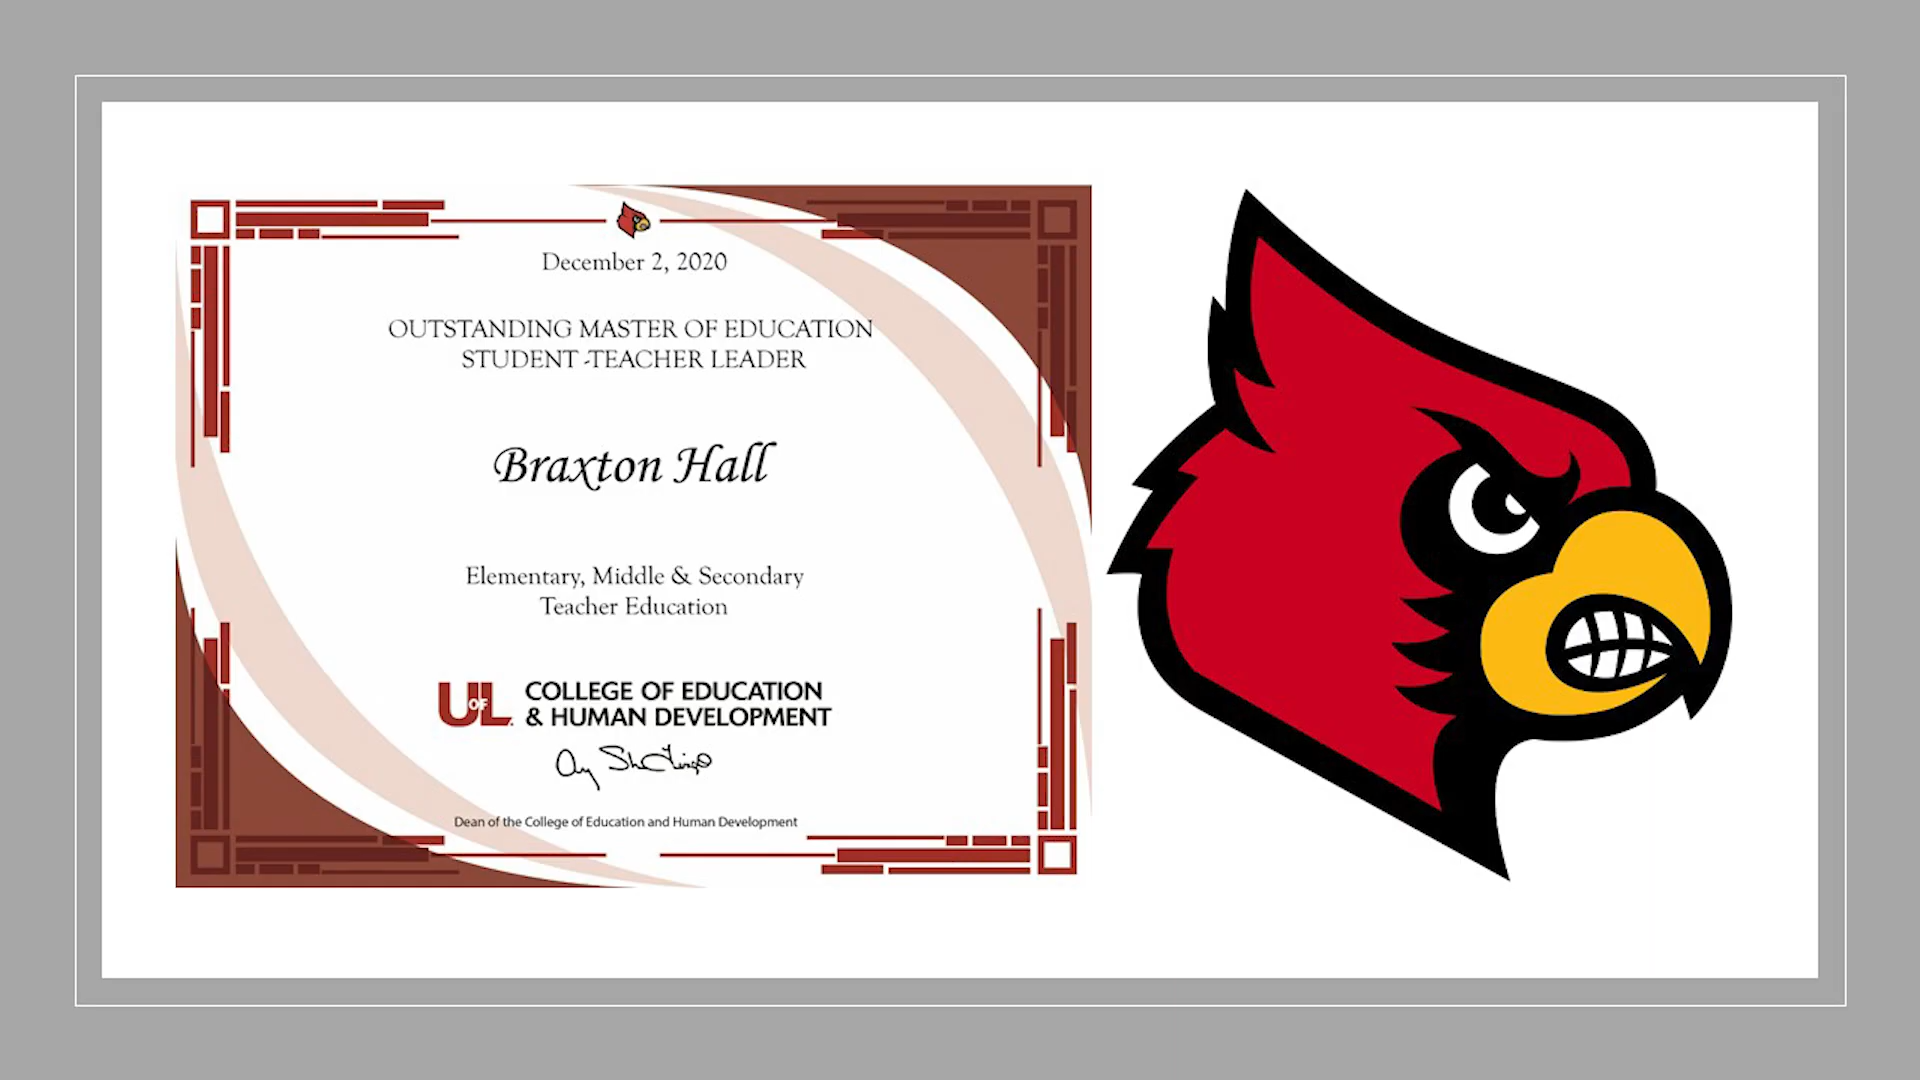 December 2, 2020
OUTSTANDING MASTER OF EDUCATION
STUDENT -TEACHER LEADER
Braxton Hall
Elementary, Middle & Secondary
Teacher Education
UOFL COLLEGE OF EDUCATION
& HUMAN DEVELOPMENT
Dean of the College of Education and Human Development